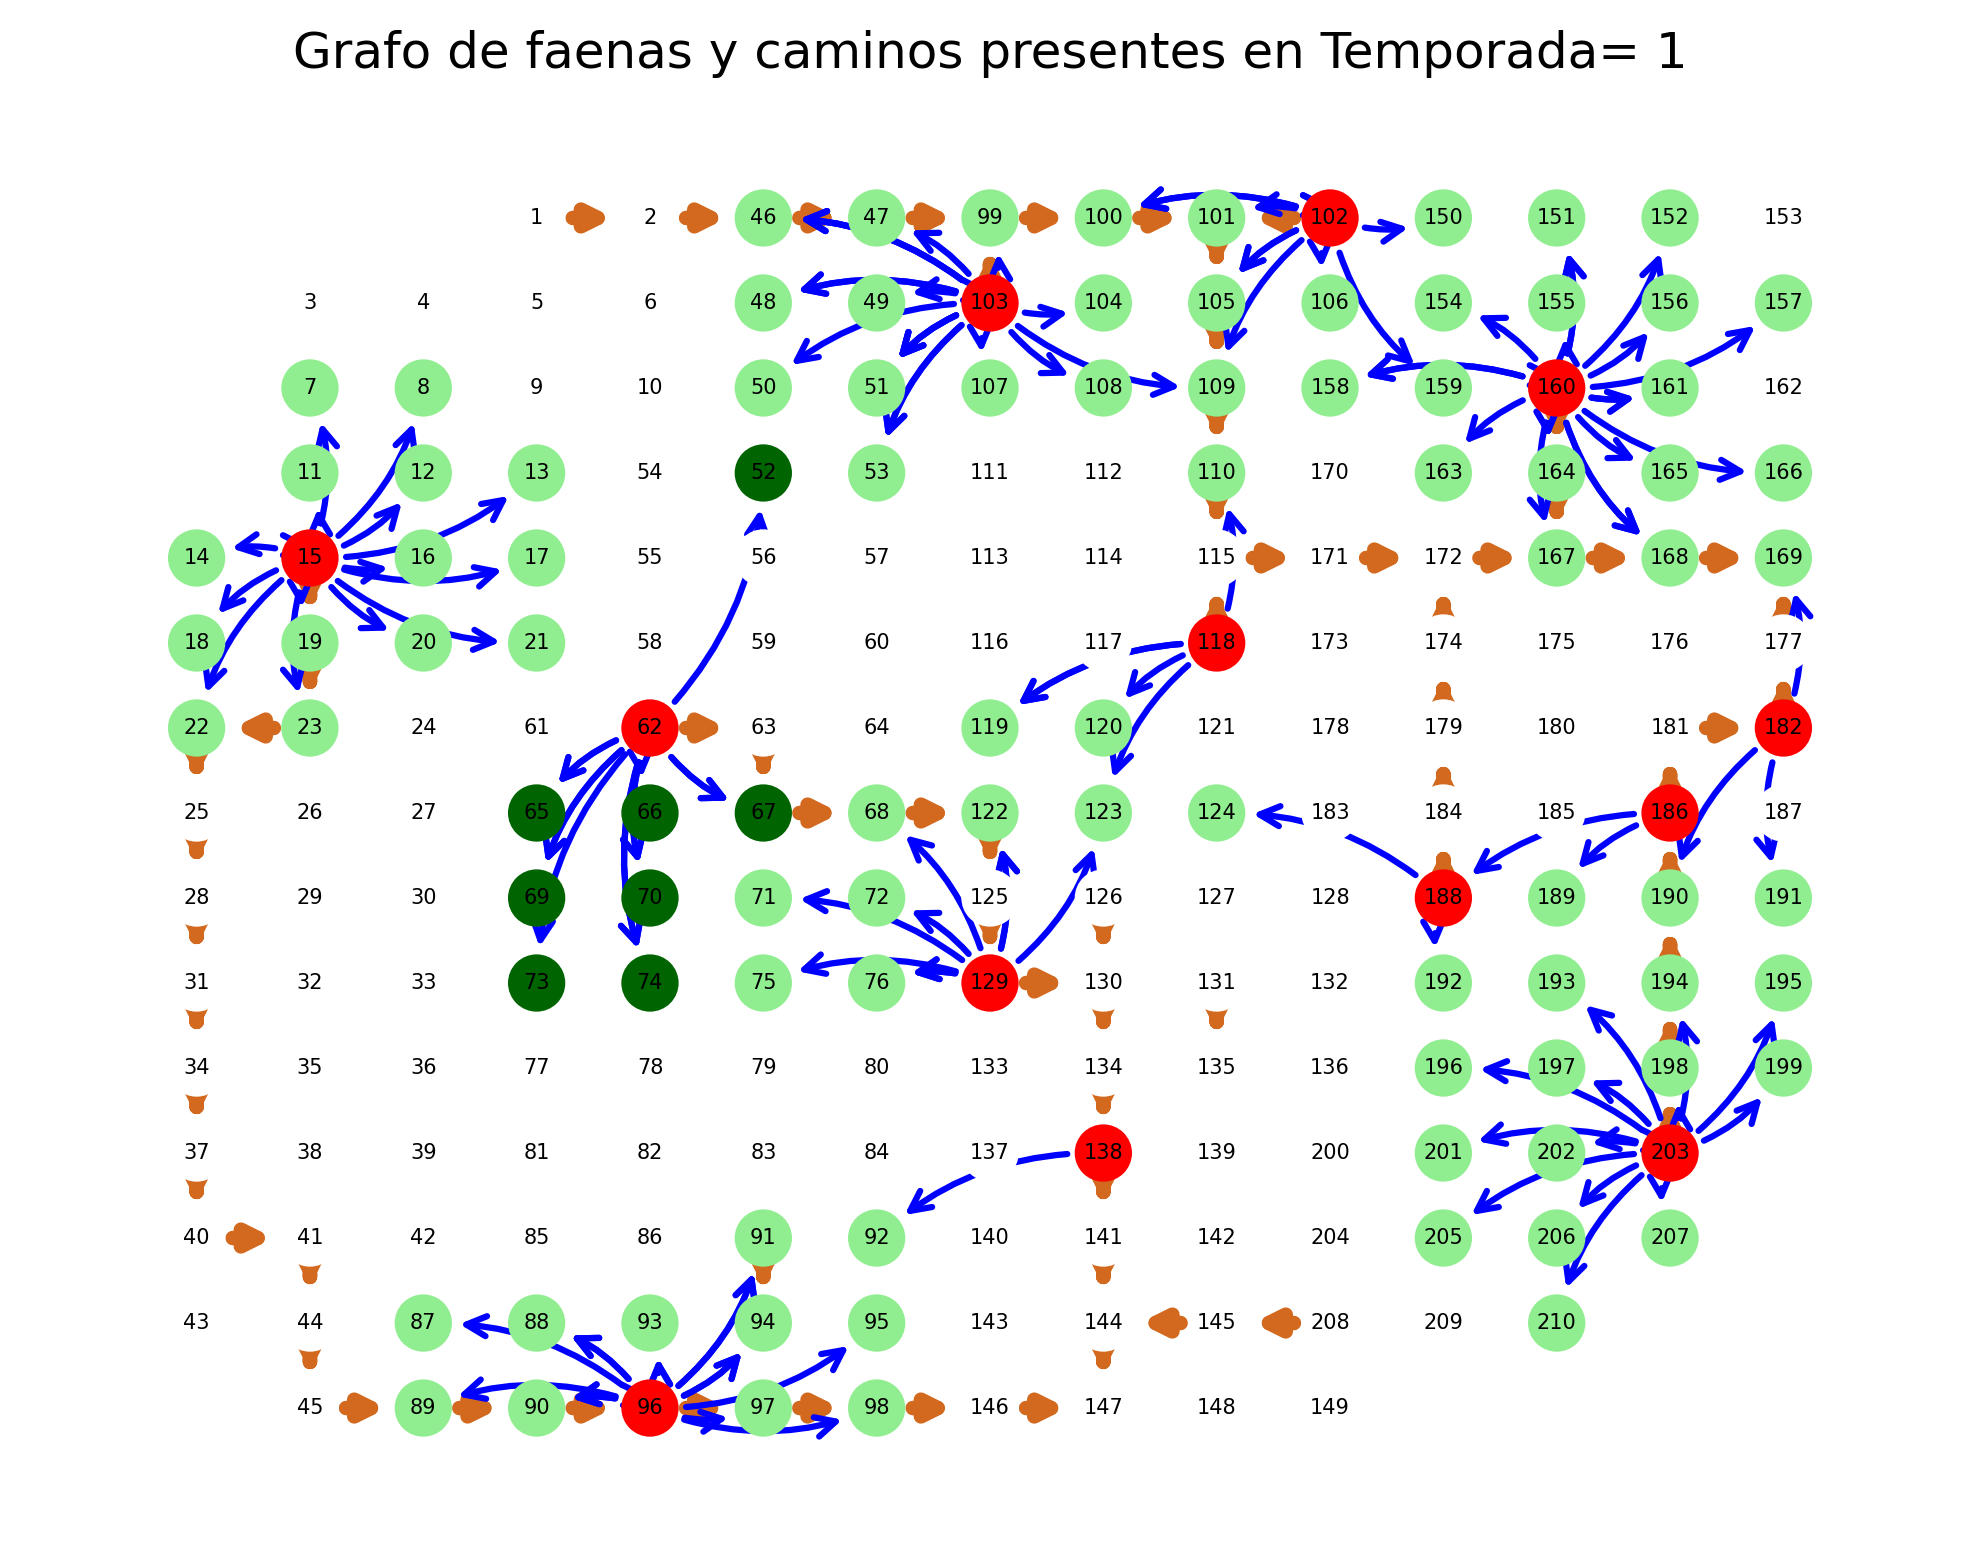 Grafo de faenas y caminos presentes en Temporada= 1
1 2 46 47 99 100 101 102 150 151 152 153
3 4 5 6 48 49 103 104 105 106 154 155 156 157
7 8 9 10 50 51 107 108 109 158 159 160 161 162
11 12 13 54 52 53 111 112 110 170 163 164 165 166
14 15 16 17 55 56 57 113 114 115 171 172 167 168 169
18 19 20 21 58 59 60 116 117 118 173 174 175 176 177
22 23 24 61 62 63 64 119 120 121 178 179 180 181 182
25 26 27 65 66 67 68 122 123 124 183 184 185 186 187
28 29 30 69 70 71 72 125 126 127 128 188 189 190 191
31 32 33 73 74 75 76 129 130 131 132 192 193 194 195
34 35 36 77 78 79 80 133 134 135 136 196 197 198 199
37 38 39 81 82 83 84 137 138 139 200 201 202 203
40 41 42 85 86 91 92 140 141 142 204 205 206 207
43 44 87 88 93 94 95 143 144 145 208 209 210
45 89 90 96 97 98 146 147 148 149